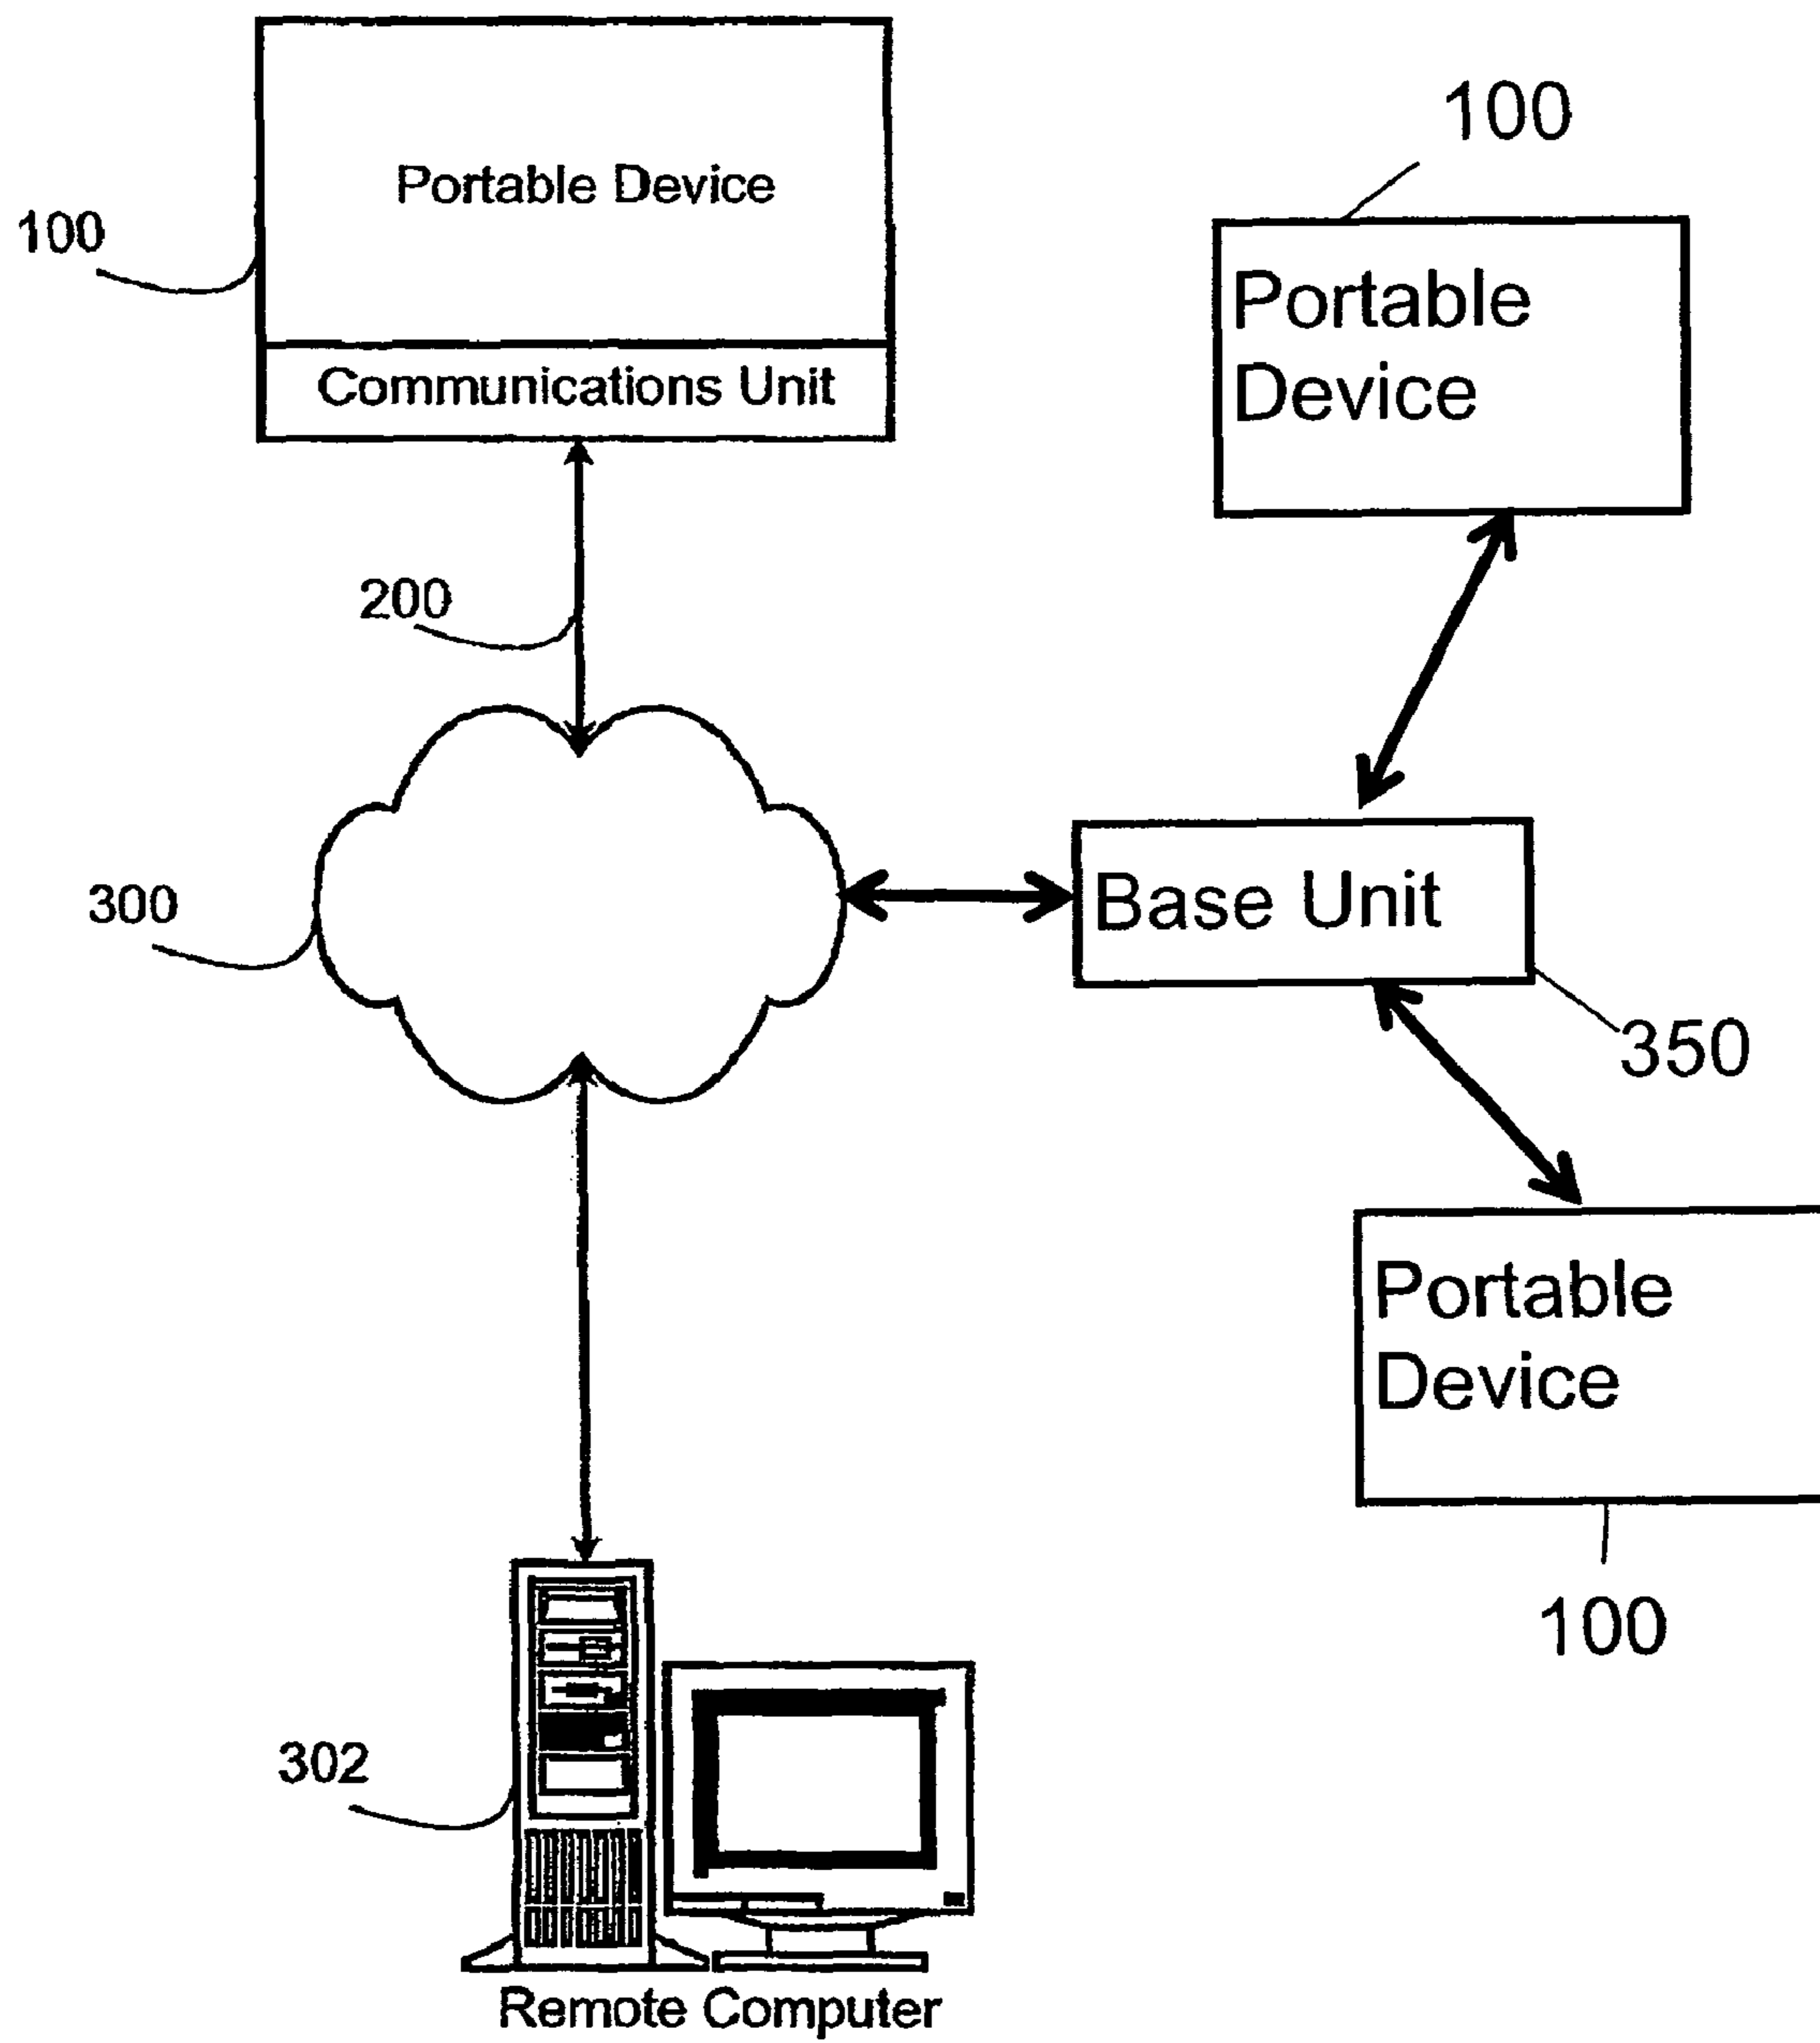 Portable Device
100
Communications Unit
200
300
302
Remote Computer
100
Portable
Device
Base Unit
350
Portable
Device
100